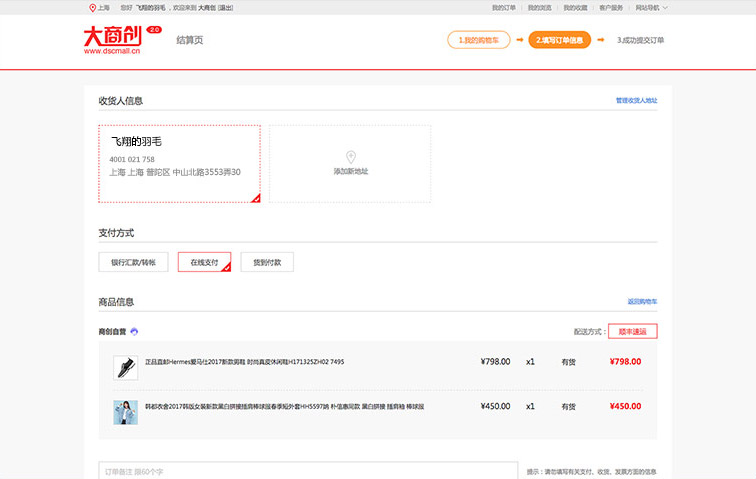 上海 您好 飞翔的羽毛 , 欢迎来到 大商创 [退出] 我的订单 我的浏览 我的收藏 客户服务 网站导航
大商创 2.0
www.dscmall.cn
结算页
1.我的购物车 2.填写订单信息 3.成功提交订单
收货人信息 管理收货人地址
飞翔的羽毛
4001 021 758
上海 上海 普陀区 中山北路3553弄30
添加新地址
支付方式
银行汇款/转帐 在线支付 货到付款
商品信息 返回购物车
商创自营 配送方式： 顺丰速运
正品直邮Hermes爱马仕2017新款男鞋 时尚真皮休闲鞋H171325ZH02 7495 ¥798.00 x1 有货 ¥798.00
韩都衣舍2017韩版女装新款黑白拼接插肩棒球服春季短外套HH5597妠 朴信惠同款 黑白拼接 插肩袖 棒球服 ¥450.00 x1 有货 ¥450.00
订单备注 限60个字 提示：请勿填写有关支付、收货、发票方面的信息